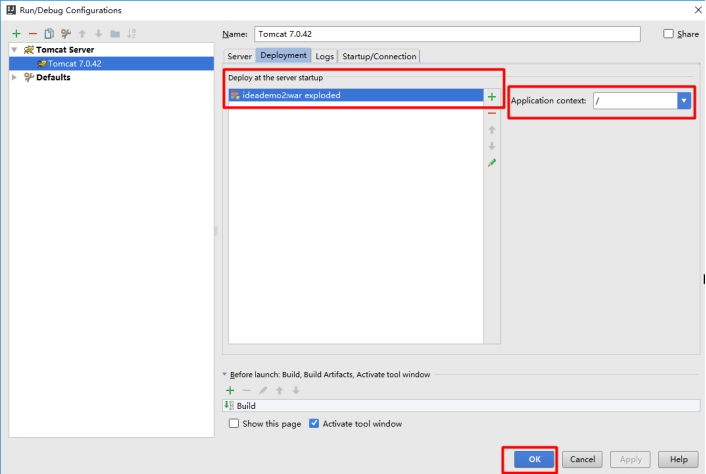 Run/Debug Configurations
Name: Tomcat 7.0.42
Share
Tomcat Server
Tomcat 7.0.42
Defaults
Server Deployment Logs Startup/Connection
Deploy at the server startup
ideademo2:war exploded
Application context: /
Before launch: Build, Build Artifacts, Activate tool window
Build
Show this page Activate tool window
OK Cancel Apply Help